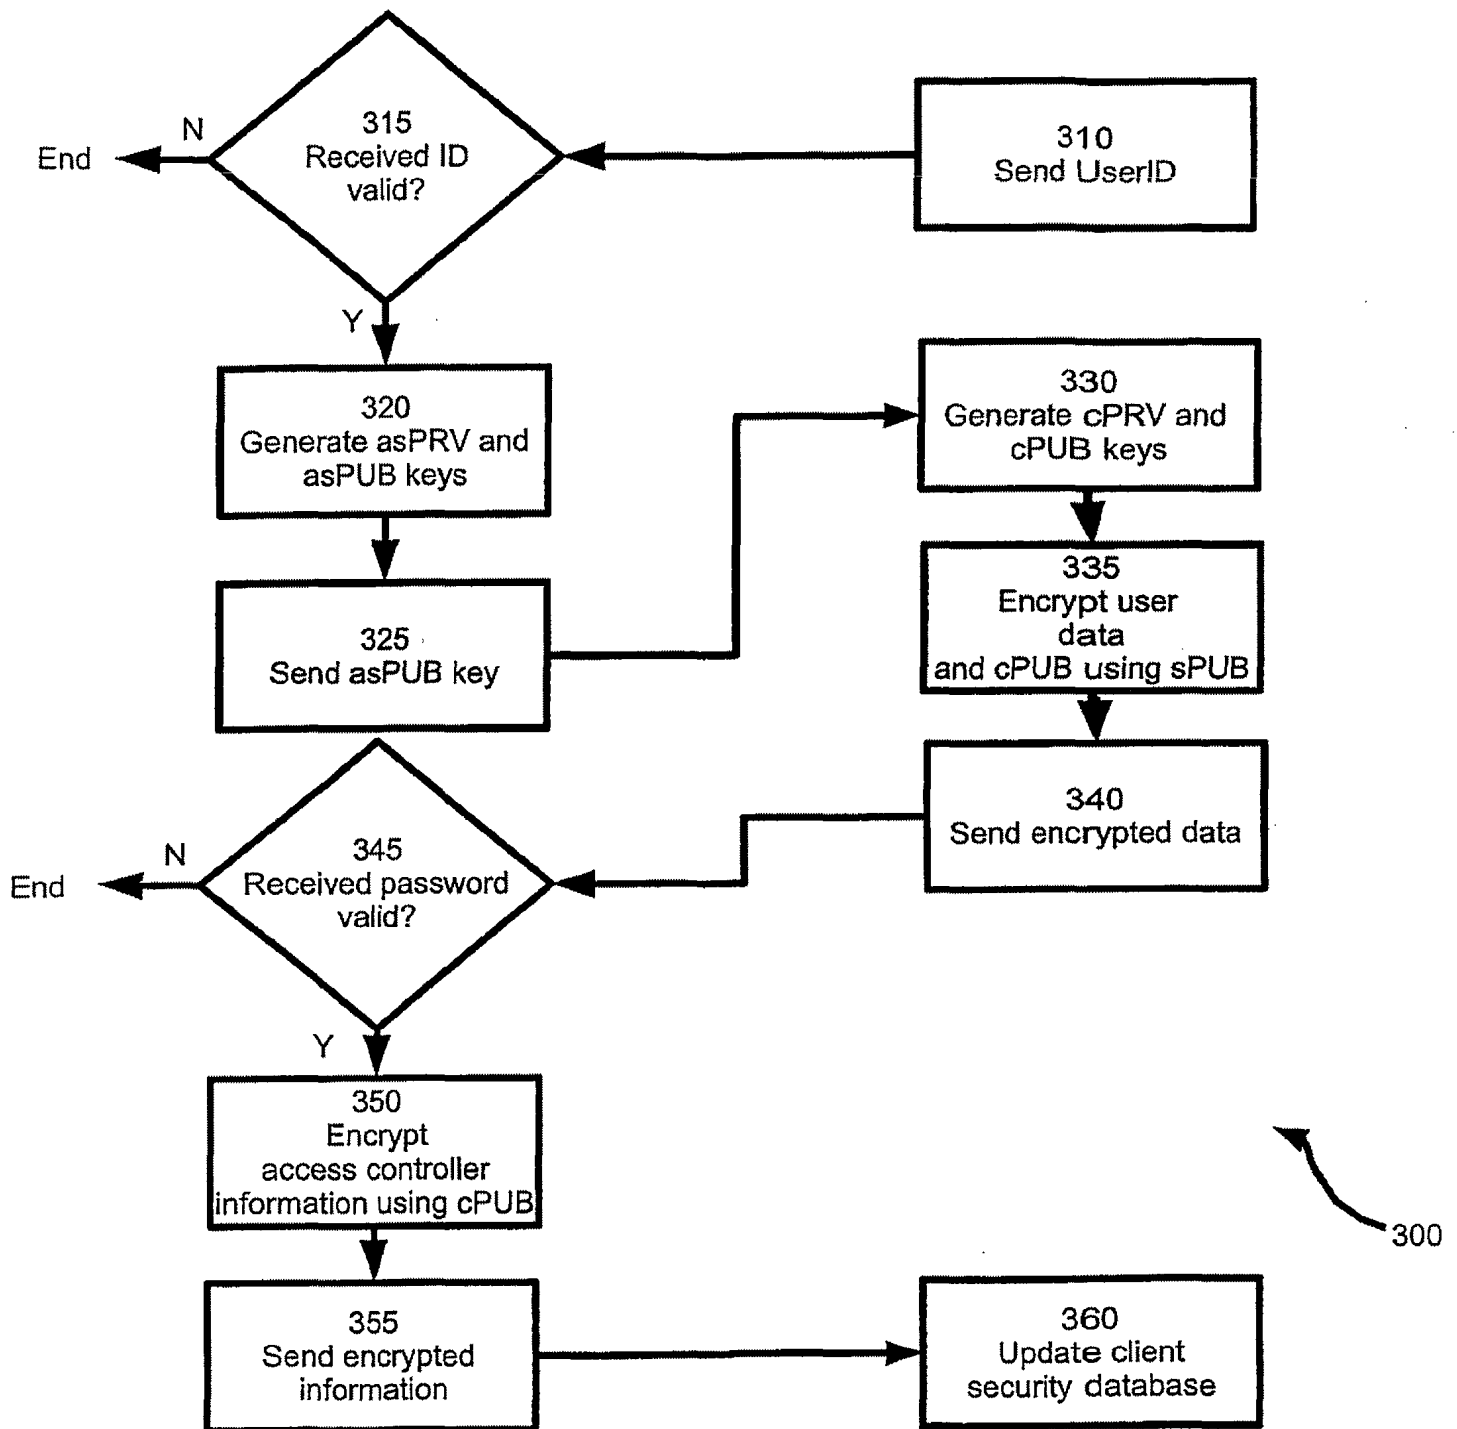 310
Send UserID
N
End
315
Received ID
valid?
Y
320
Generate asPRV and
asPUB keys
325
Send asPUB key
330
Generate cPRV and
cPUB keys
335
Encrypt user
data
and cPUB using sPUB
340
Send encrypted data
345
Received password
valid?
N
End
Y
350
Encrypt
access controller
information using cPUB
355
Send encrypted
information
360
Update client
security database
300